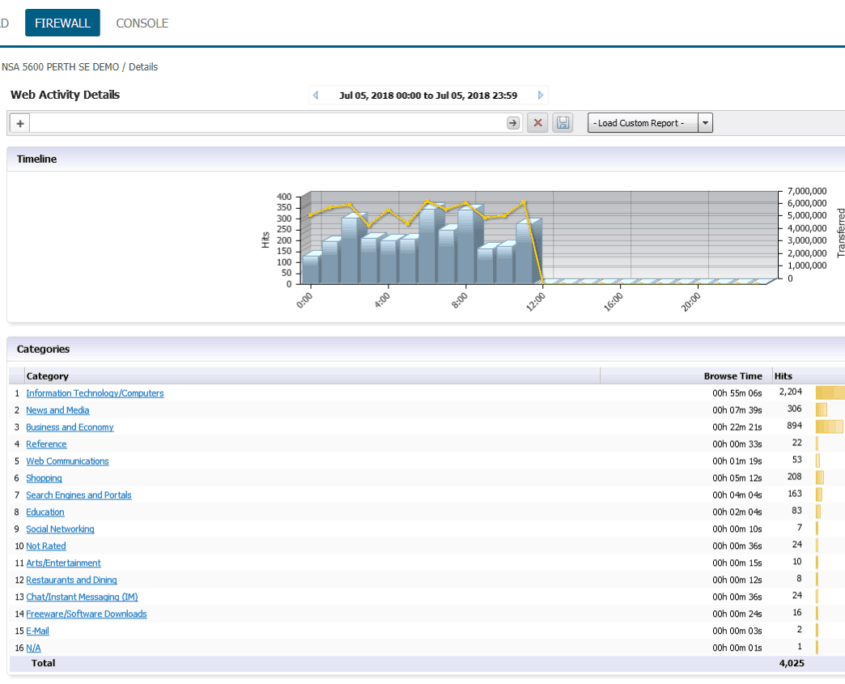 D FIREWALL CONSOLE
NSA 5600 PERTH SE DEMO / Details
Web Activity Details Jul 05, 2018 00:00 to Jul 05, 2018 23:59
+ - Load Custom Report -
Timeline
400 7,000,000
350 6,000,000
300 5,000,000
250 4,000,000
200 3,000,000
150 2,000,000
100 1,000,000
50 0
0
Hits
Transferred
0:00 4:00 8:00 12:00 16:00 20:00
Categories
Category Browse Time Hits
1 Information Technology/Computers 00h 55m 06s 2,204
2 News and Media 00h 07m 39s 306
3 Business and Economy 00h 22m 21s 894
4 Reference 00h 00m 33s 22
5 Web Communications 00h 01m 19s 53
6 Shopping 00h 05m 12s 208
7 Search Engines and Portals 00h 04m 04s 163
8 Education 00h 02m 04s 83
9 Social Networking 00h 00m 10s 7
10 Not Rated 00h 00m 36s 24
11 Arts/Entertainment 00h 00m 15s 10
12 Restaurants and Dining 00h 00m 12s 8
13 Chat/Instant Messaging (IM) 00h 00m 36s 24
14 Freeware/Software Downloads 00h 00m 24s 16
15 E-Mail 00h 00m 03s 2
16 N/A 00h 00m 01s 1
Total 4,025